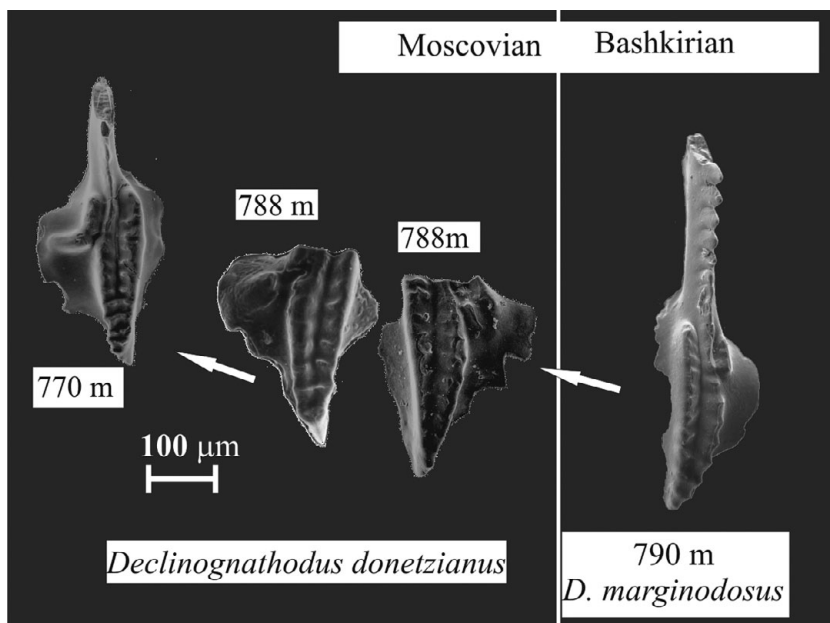 Moscovian
Bashkirian
788 m
788m
770 m
100 μm
Declinognathodus donetzianus
790 m
D. marginodosus